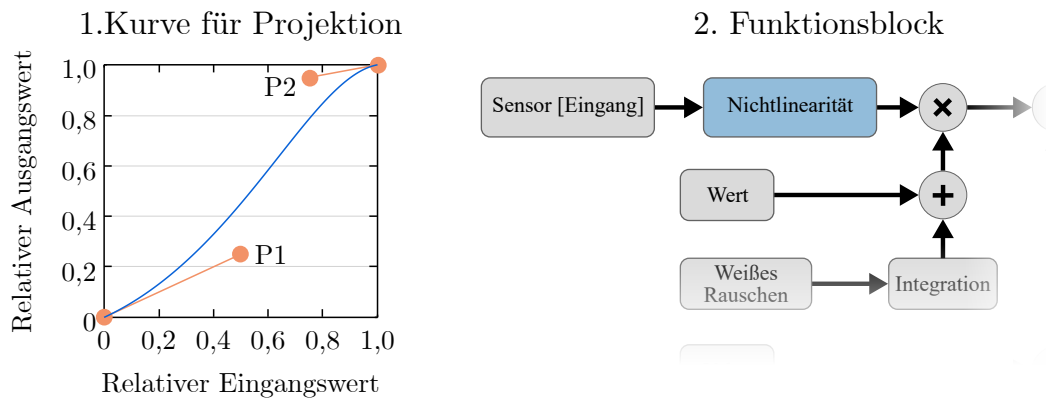 1.Kurve für Projektion
Relativer Ausgangswert
1,0
0,8
0,6
0,4
0,2
0
P2
P1
0 0,2 0,4 0,6 0,8 1,0
Relativer Eingangswert
2. Funktionsblock
Sensor [Eingang]
Nichtlinearität
×
Wert
+
Weißes
Rauschen
Integration